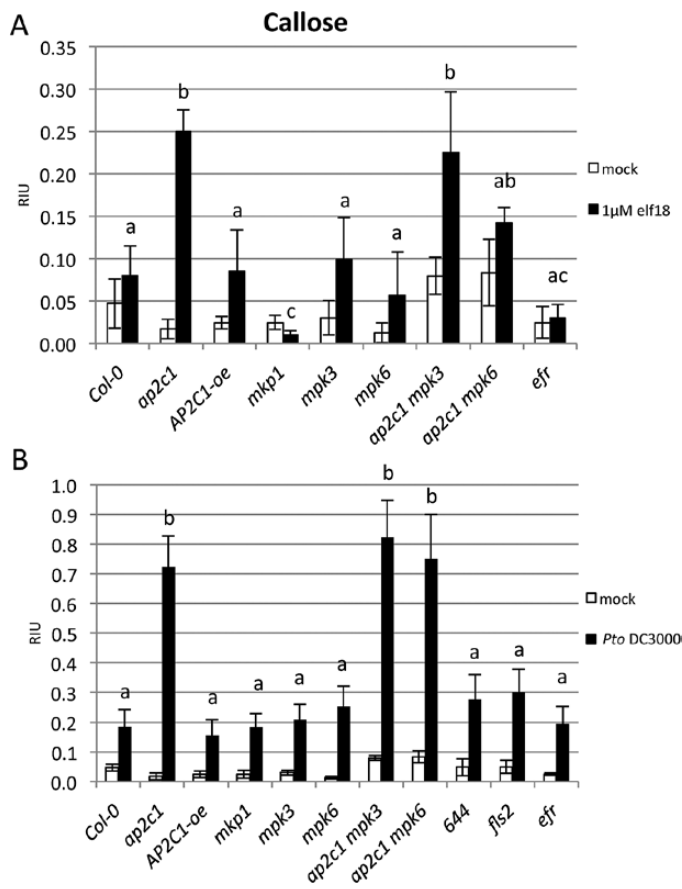 A
Callose
0.35
0.30
0.25
0.20
0.15
0.10
0.05
0.00
RIU
a
b
a
c
a
a
b
ab
ac
mock
1µM elf18
Col-0
ap2c1
AP2C1-oe
mkp1
mpk3
mpk6
ap2c1 mpk3
ap2c1 mpk6
efr
B
1.0
0.9
0.8
0.7
0.6
0.5
0.4
0.3
0.2
0.1
0.0
RIU
a
b
a
a
a
a
b
b
a
a
a
mock
Pto DC3000
Col-0
ap2c1
AP2C1-oe
mkp1
mpk3
mpk6
ap2c1 mpk3
ap2c1 mpk6
644
fls2
efr